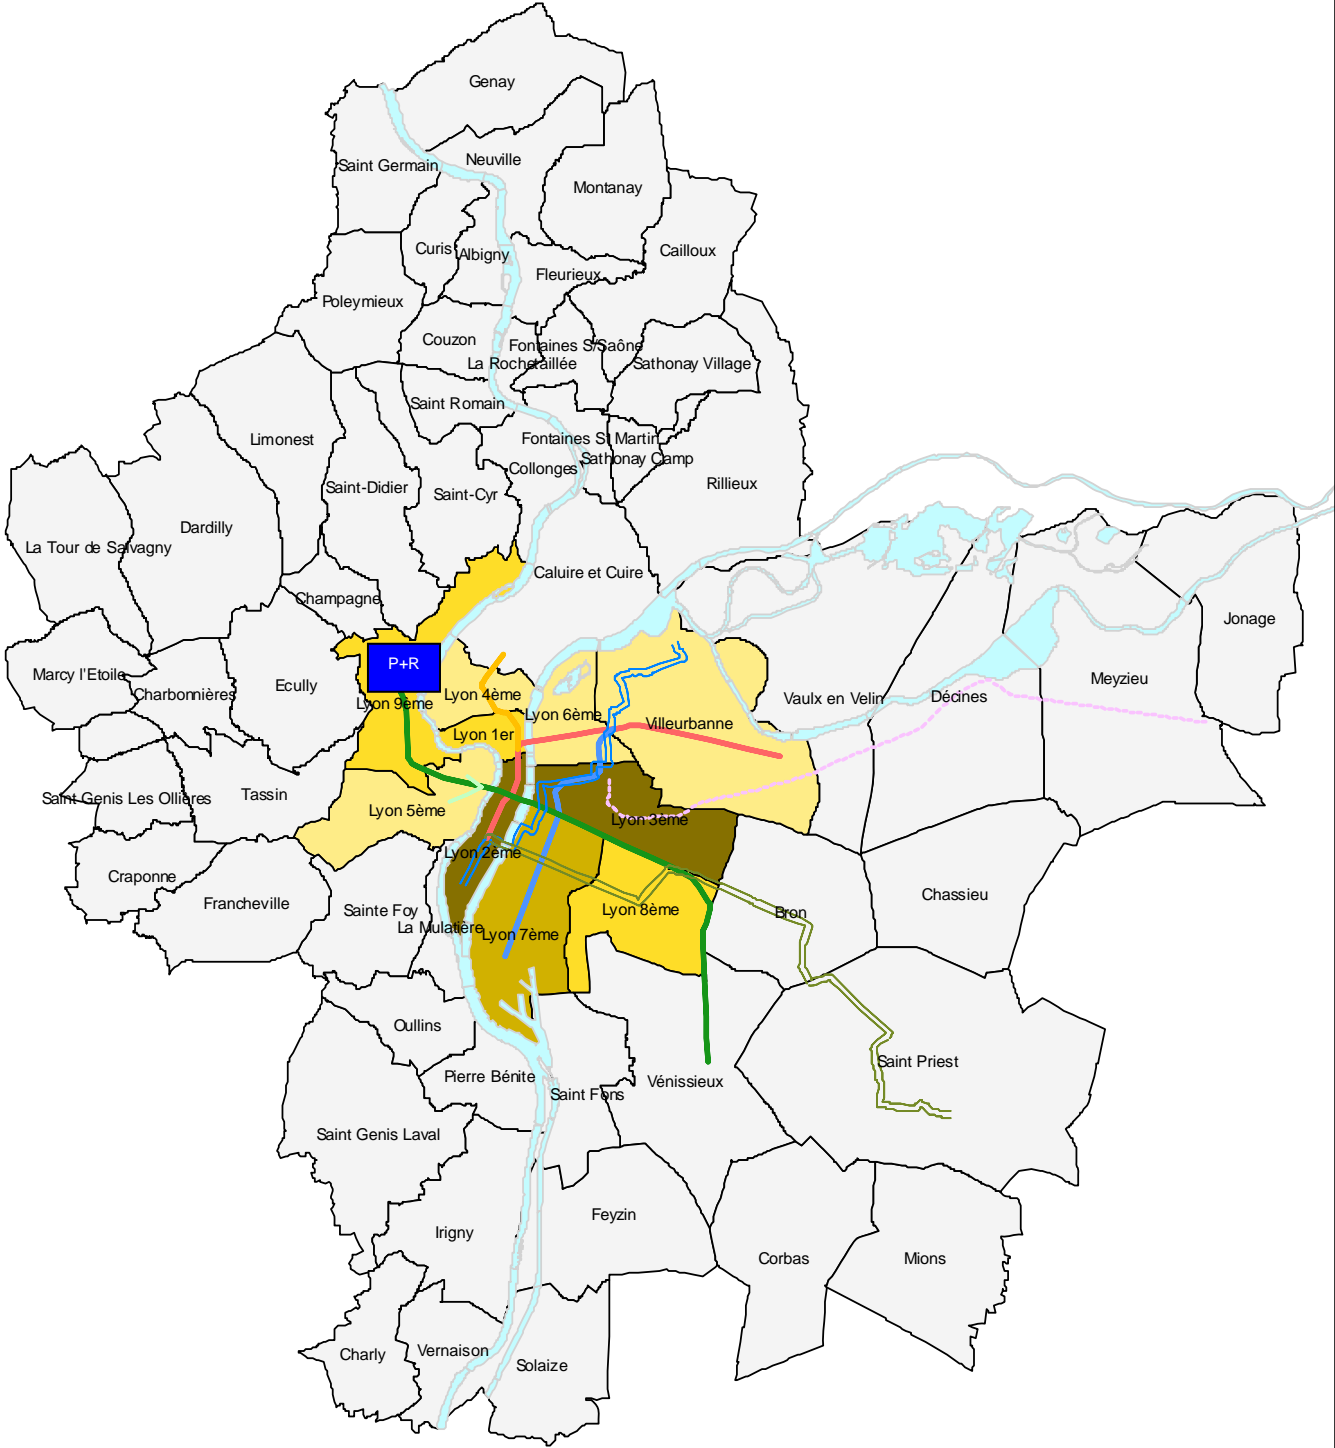 Genay
Neuville
Saint Germain
Montanay
Curis
Albigny
Cailloux
Fleurieux
Poleymieux
Couzon
Fontaines S/Saône
La Rochetaillée
Sathonay Village
Saint Romain
Limonest
Fontaines St Martin
Sathonay Camp
Collonges
Rillieux
Saint-Didier
Saint-Cyr
Dardilly
La Tour de Salvagny
Caluire et Cuire
Champagne
Jonage
P+R
Marcy l'Etoile
Charbonnières
Ecully
Meyzieu
Lyon 4ème
Lyon 9ème
Vaulx en Velin
Décines
Lyon 6ème
Villeurbanne
Lyon 1er
Saint Genis Les Ollières
Tassin
Lyon 5ème
Lyon 3ème
Lyon 2ème
Craponne
Francheville
Sainte Foy
Lyon 8ème
Bron
Chassieu
La Mulatière
Lyon 7ème
Oullins
Pierre Bénite
Saint Fons
Vénissieux
Saint Priest
Saint Genis Laval
Feyzin
Irigny
Corbas
Mions
Charly
Vernaison
Solaize